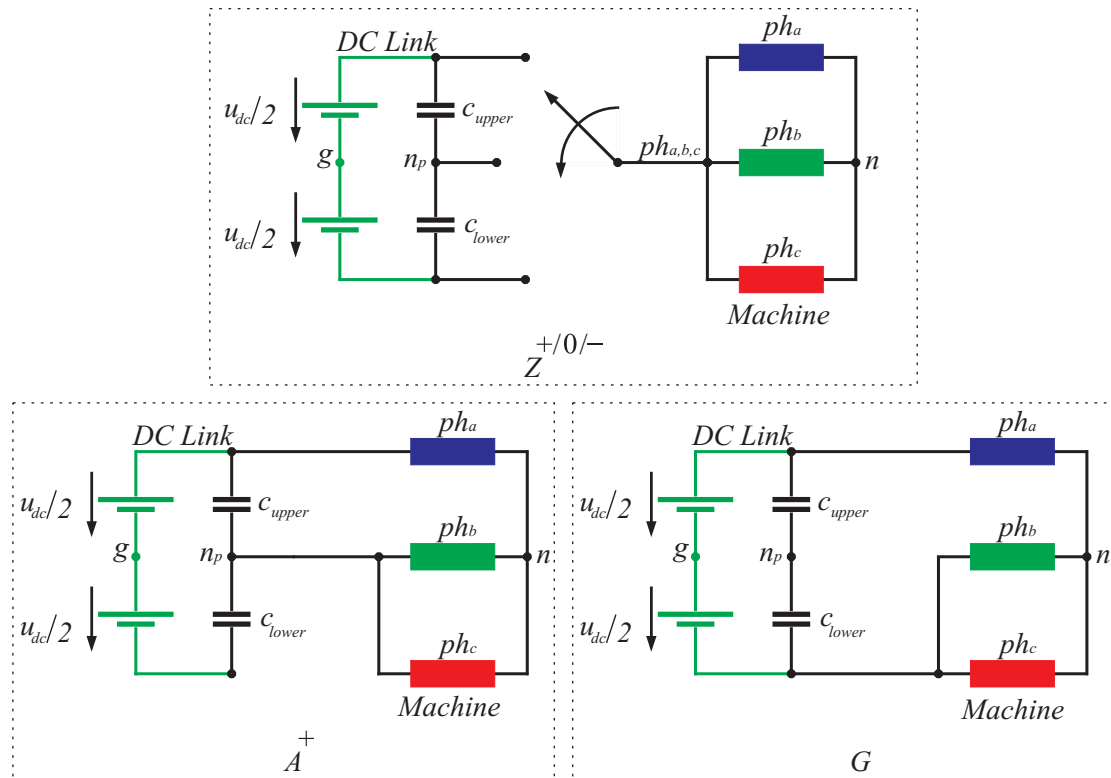 DC Link
ph_a
u_dc/2
c_upper
g
n_p
ph_a,b,c
ph_b
n
u_dc/2
c_lower
ph_c
Machine
Z^+/0/−
DC Link
ph_a
u_dc/2
c_upper
g
n_p
ph_b
n
u_dc/2
c_lower
ph_c
Machine
A^+
DC Link
ph_a
u_dc/2
c_upper
g
n_p
ph_b
n
u_dc/2
c_lower
ph_c
Machine
G